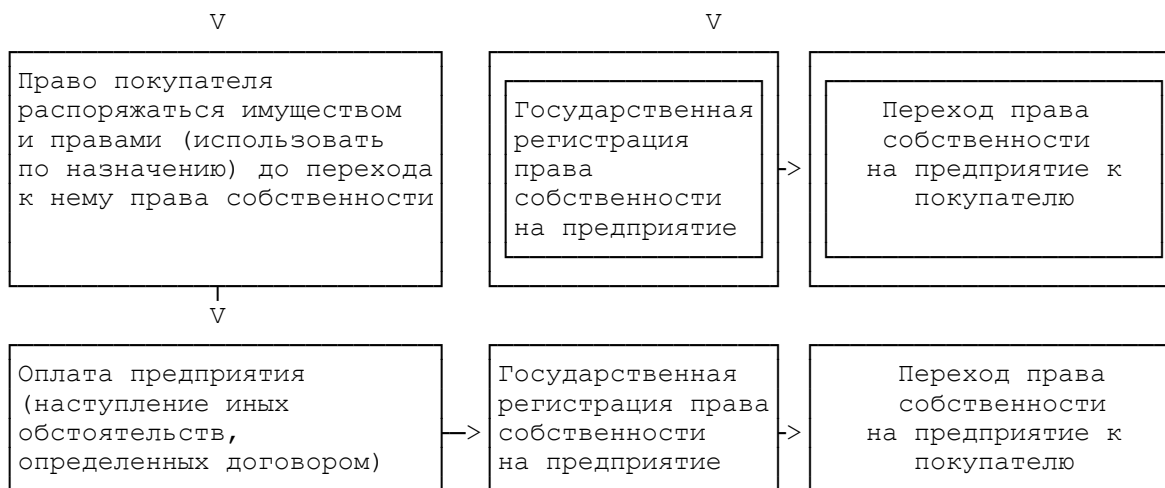 V
V
Право покупателя
распоряжаться имуществом
и правами (использовать
по назначению) до перехода
к нему права собственности
Государственная
регистрация
права
собственности
на предприятие
->
Переход права
собственности
на предприятие к
покупателю
V
Оплата предприятия
(наступление иных
обстоятельств,
определенных договором)
—>
Государственная
регистрация права
собственности
на предприятие
->
Переход права
собственности
на предприятие к
покупателю